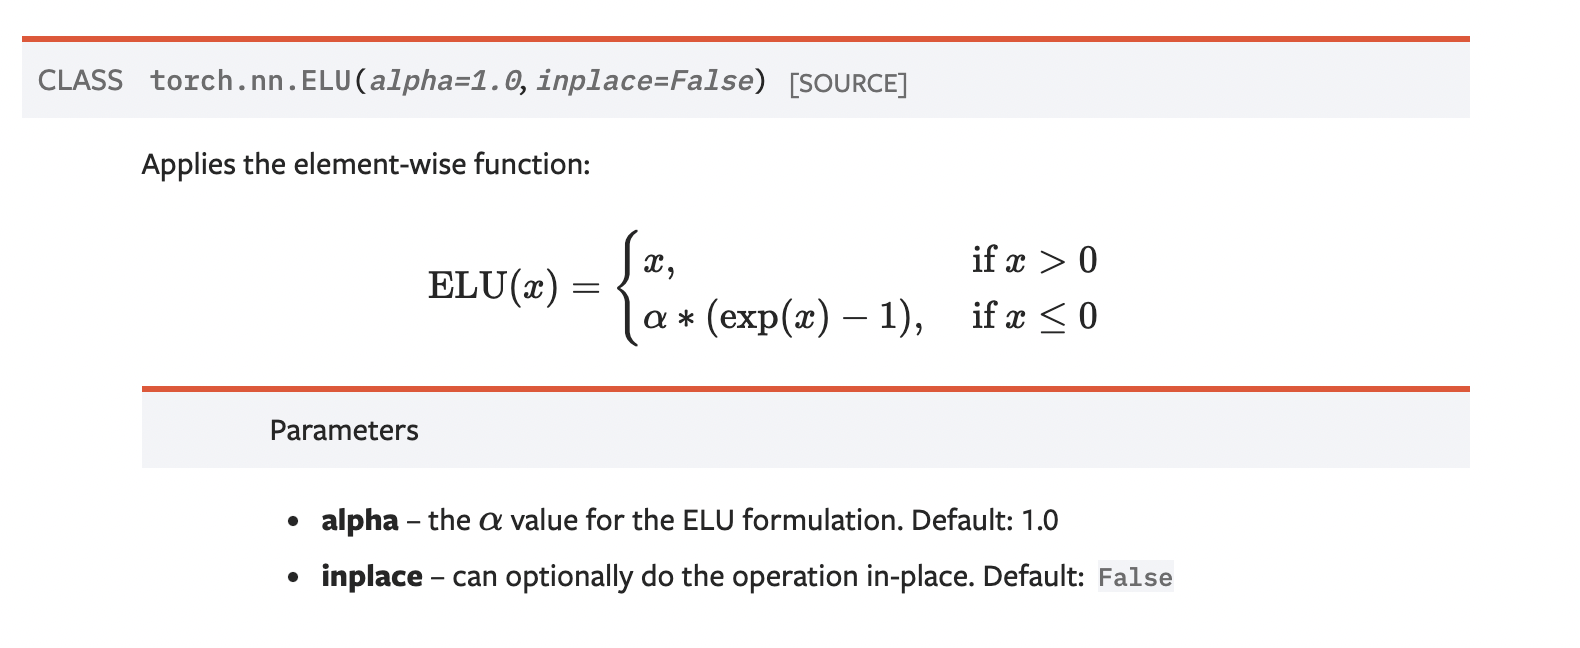 CLASS torch.nn.ELU(alpha=1.0, inplace=False) [SOURCE]
Applies the element-wise function:
ELU(x) = { x, if x > 0
α * (exp(x) − 1), if x ≤ 0
Parameters
• alpha – the α value for the ELU formulation. Default: 1.0
• inplace – can optionally do the operation in-place. Default: False